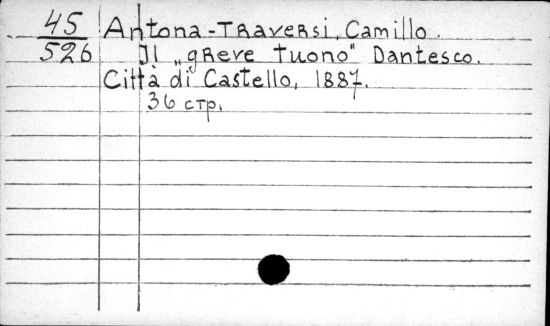 45 Antona-Traversi, Camillo.
526 Il „greve tuono" Dantesco.
Città di Castello, 1887.
36 стр.